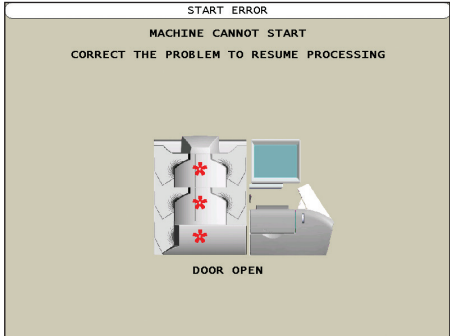 START ERROR
MACHINE CANNOT START
CORRECT THE PROBLEM TO RESUME PROCESSING
DOOR OPEN